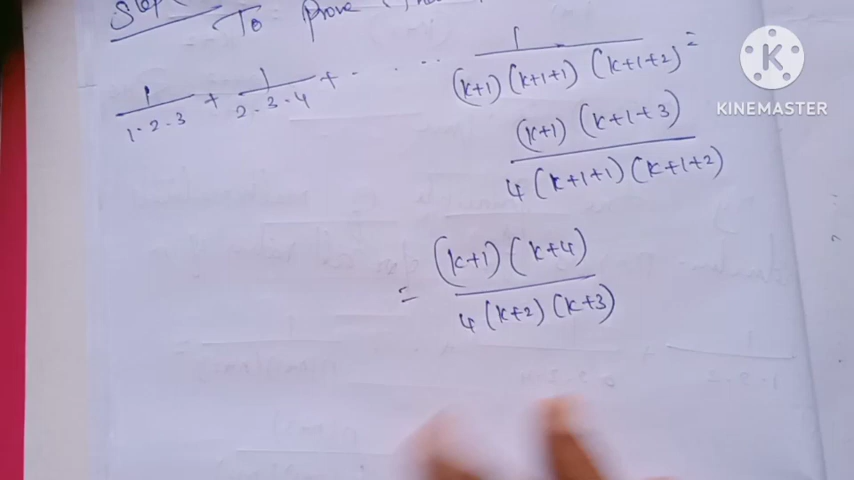 Step
To Prove
1/1·2·3 + 1/2·3·4 + · · · · · 1/(k+1)(k+1+1)(k+1+2) =
(k+1)(k+1+3)/4(k+1+1)(k+1+2)
= (k+1)(k+4)/4(k+2)(k+3)
KINEMASTER